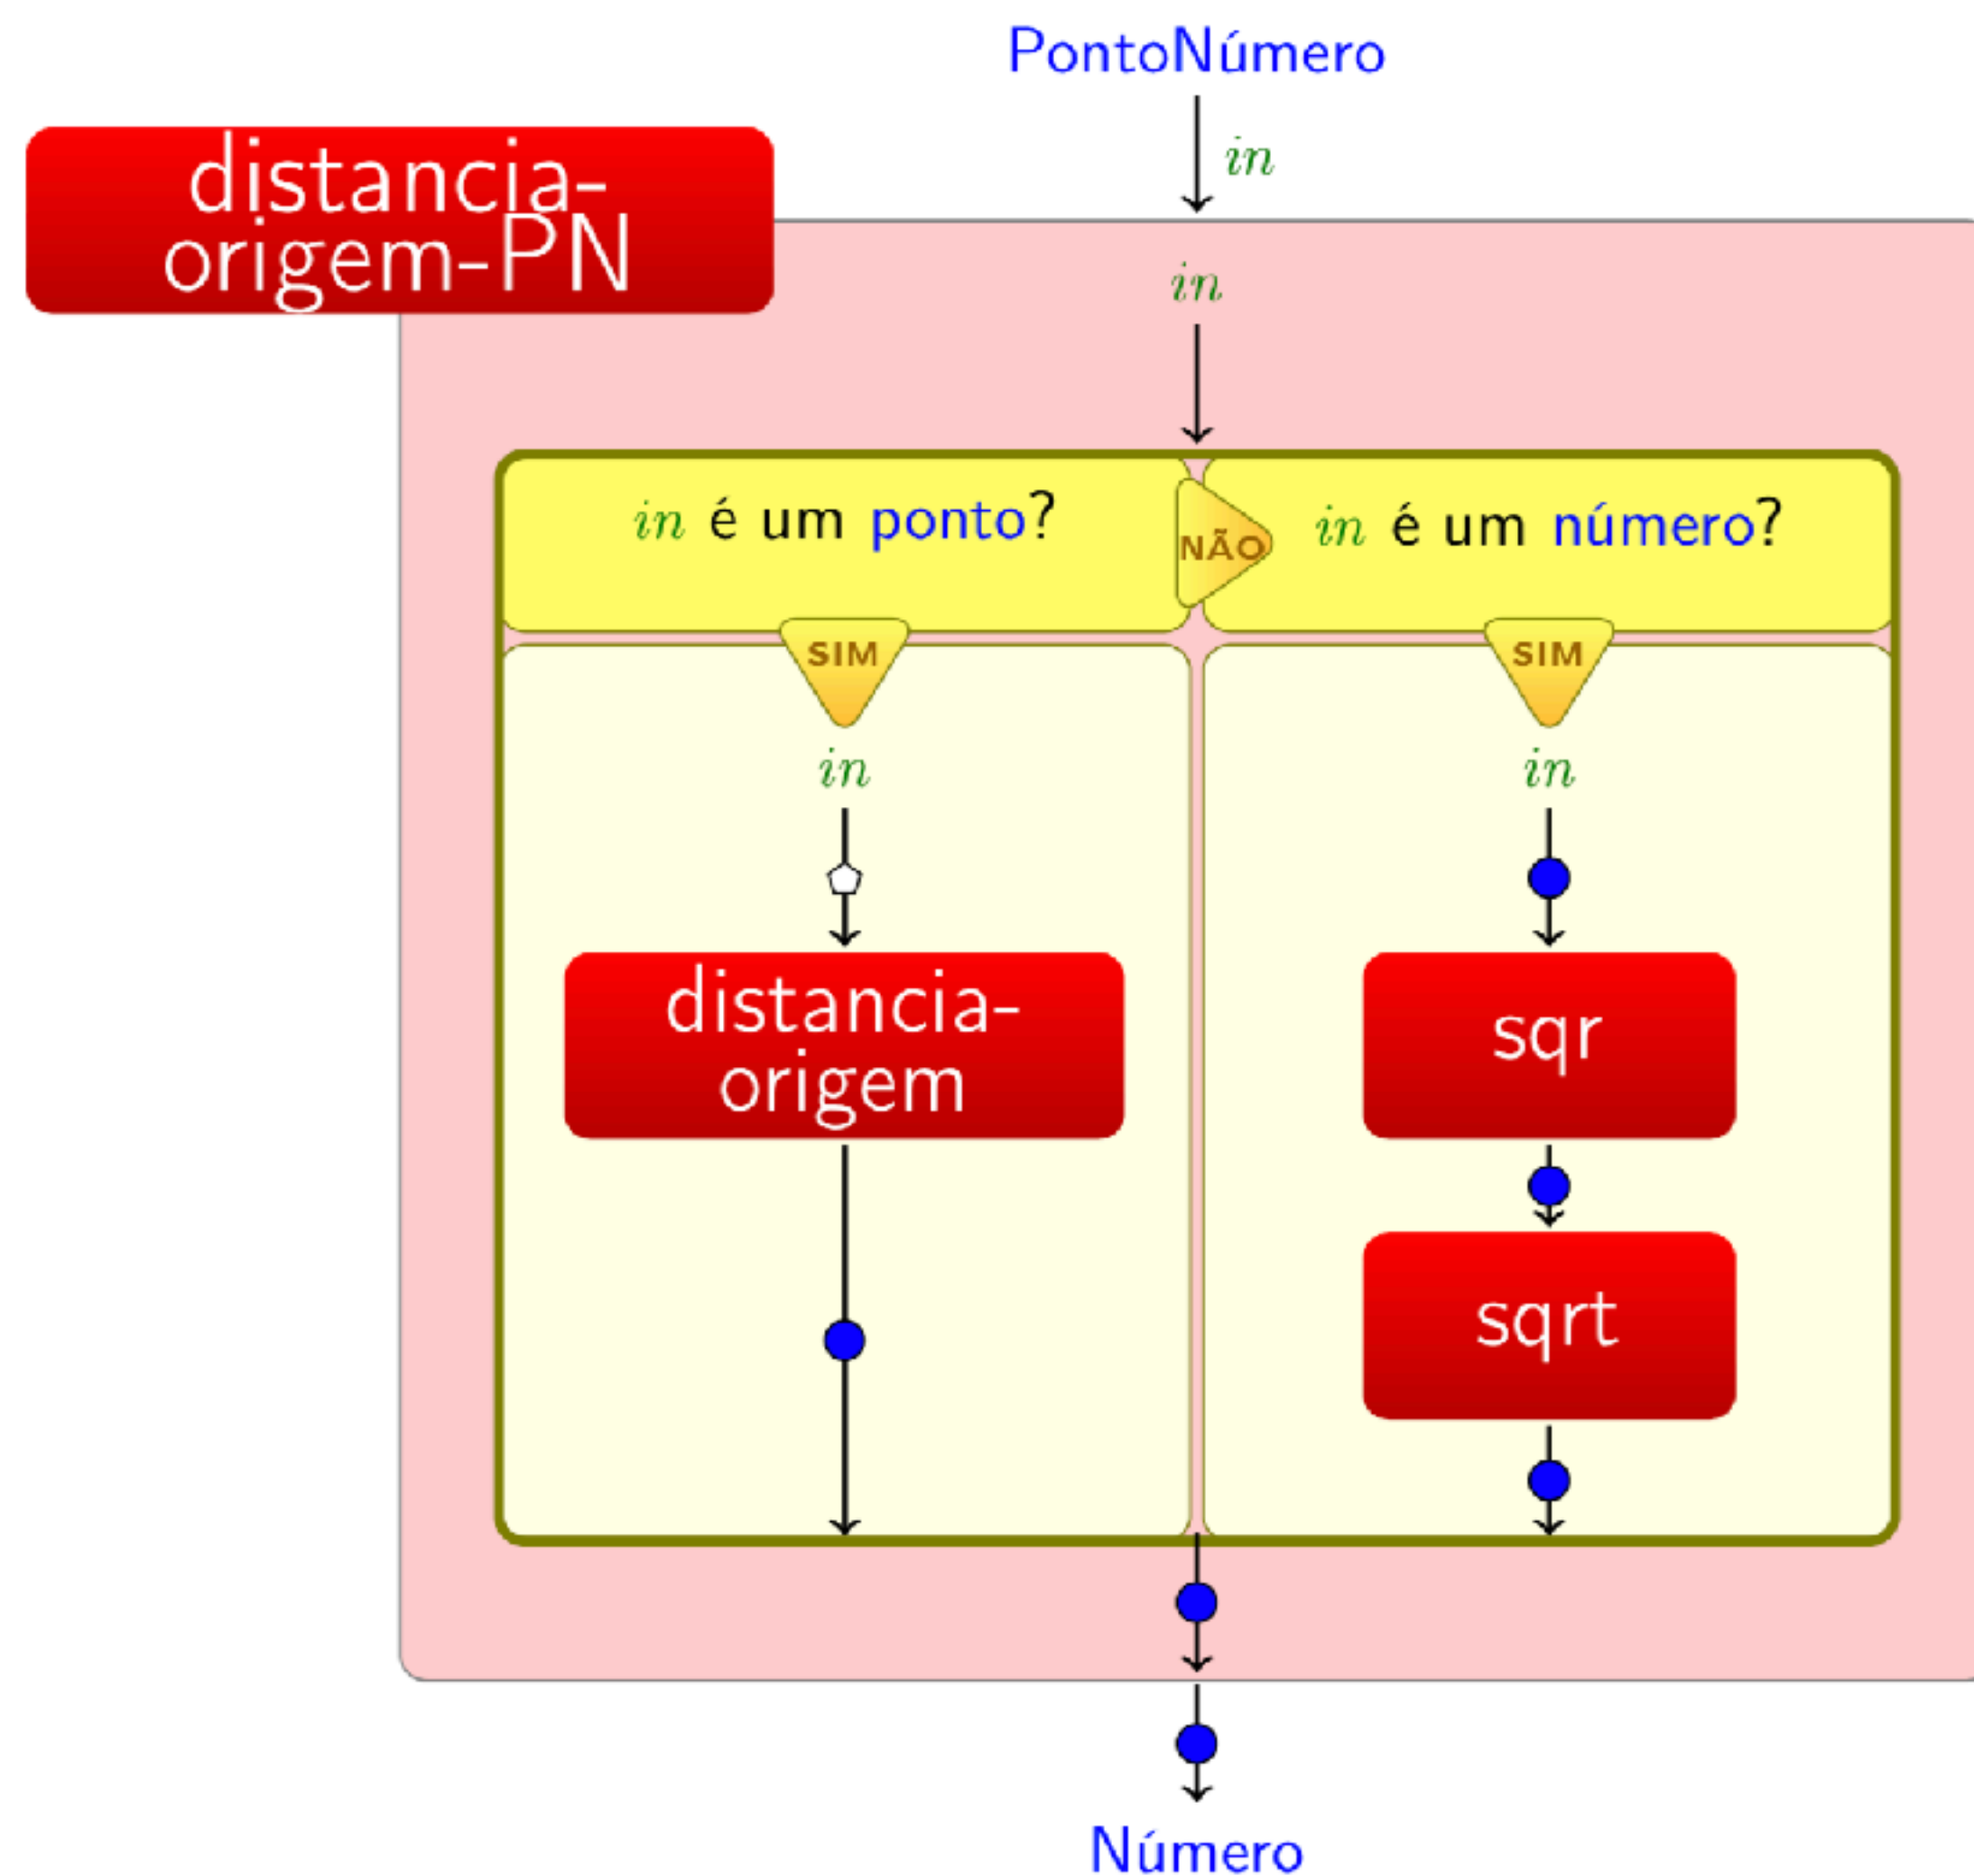 PontoNúmero
in
distancia-
origem-PN
in
in é um ponto?
NÃO
in é um número?
SIM
SIM
in
in
distancia-
origem
sqr
sqrt
Número